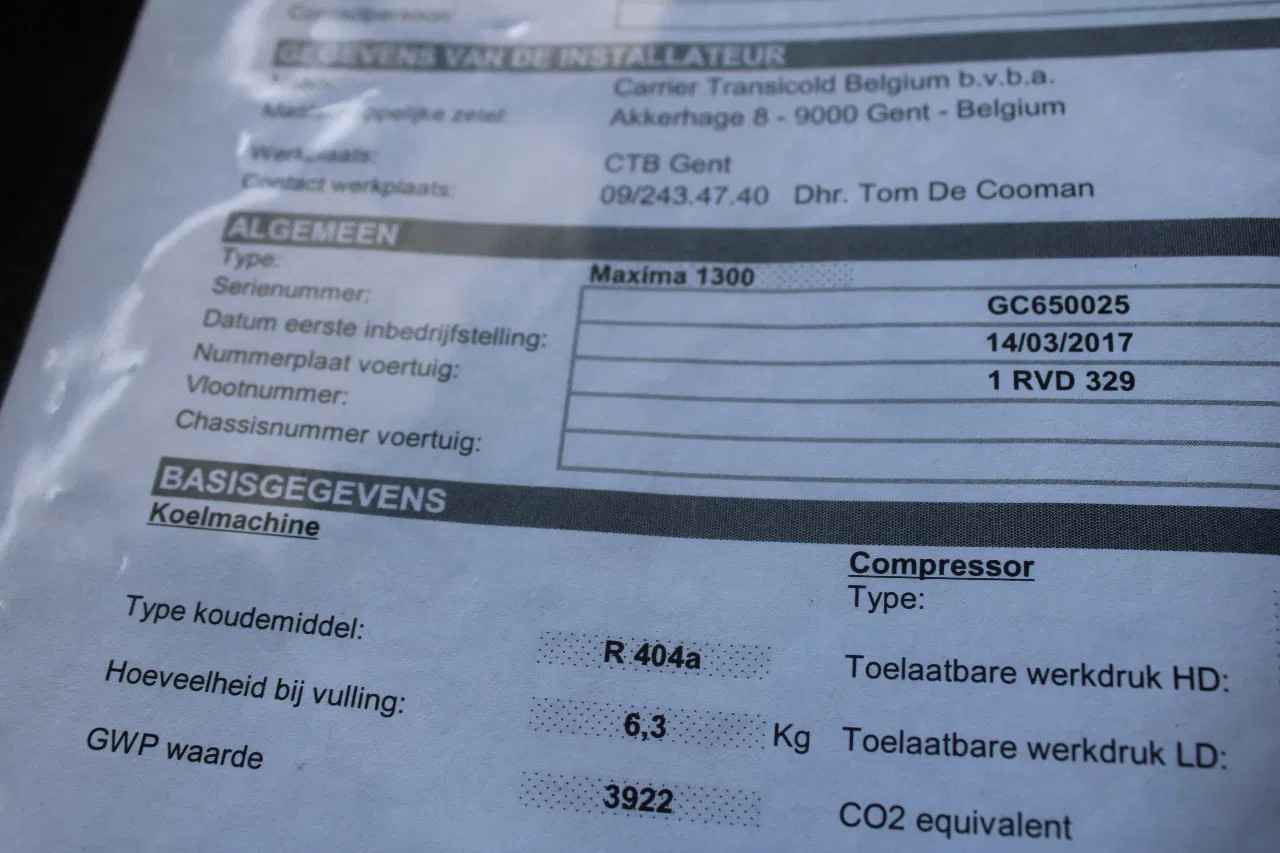 Contactpersoon
GEGEVENS VAN DE INSTALLATEUR
Carrier Transicold Belgium b.v.b.a.
zetel: Akkerhage 8 - 9000 Gent - Belgium
Werkplaats: CTB Gent
Contact werkplaats: 09/243.47.40 Dhr. Tom De Cooman
ALGEMEEN
Type: Maxima 1300
Serienummer: GC650025
Datum eerste inbedrijfstelling: 14/03/2017
Nummerplaat voertuig: 1 RVD 329
Vlootnummer:
Chassisnummer voertuig:
BASISGEGEVENS
Koelmachine Compressor
Type:
Type koudemiddel: R 404a Toelaatbare werkdruk HD:
Hoeveelheid bij vulling: 6,3 Kg Toelaatbare werkdruk LD:
GWP waarde 3922 CO2 equivalent